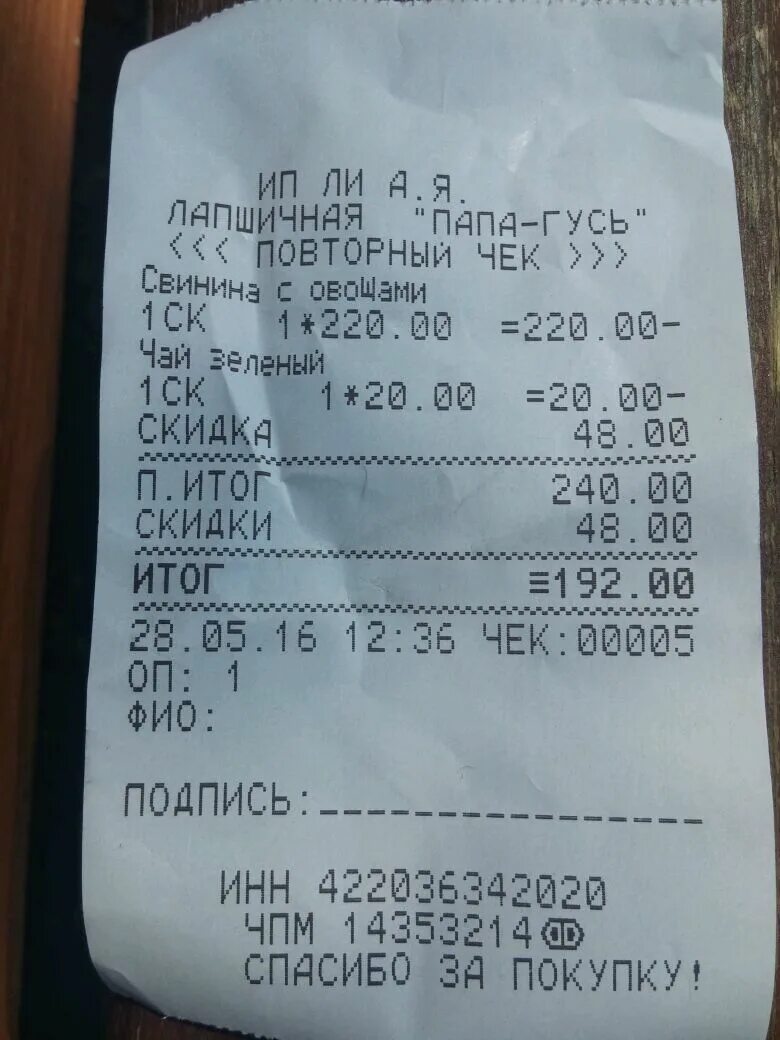 ИП ЛИ А.Я.
ЛАПШИЧНАЯ "ПАПА-ГУСЬ"
<<< ПОВТОРНЫЙ ЧЕК >>>
Свинина с овощами
1СК 1*220.00 =220.00-
Чай зеленый
1СК 1*20.00 =20.00-
СКИДКА 48.00
П.ИТОГ 240.00
СКИДКИ 48.00
ИТОГ ≡192.00
28.05.16 12:36 ЧЕК:00005
ОП: 1
ФИО:
ПОДПИСЬ:________________
ИНН 422036342020
ЧПМ 14353214
СПАСИБО ЗА ПОКУПКУ!